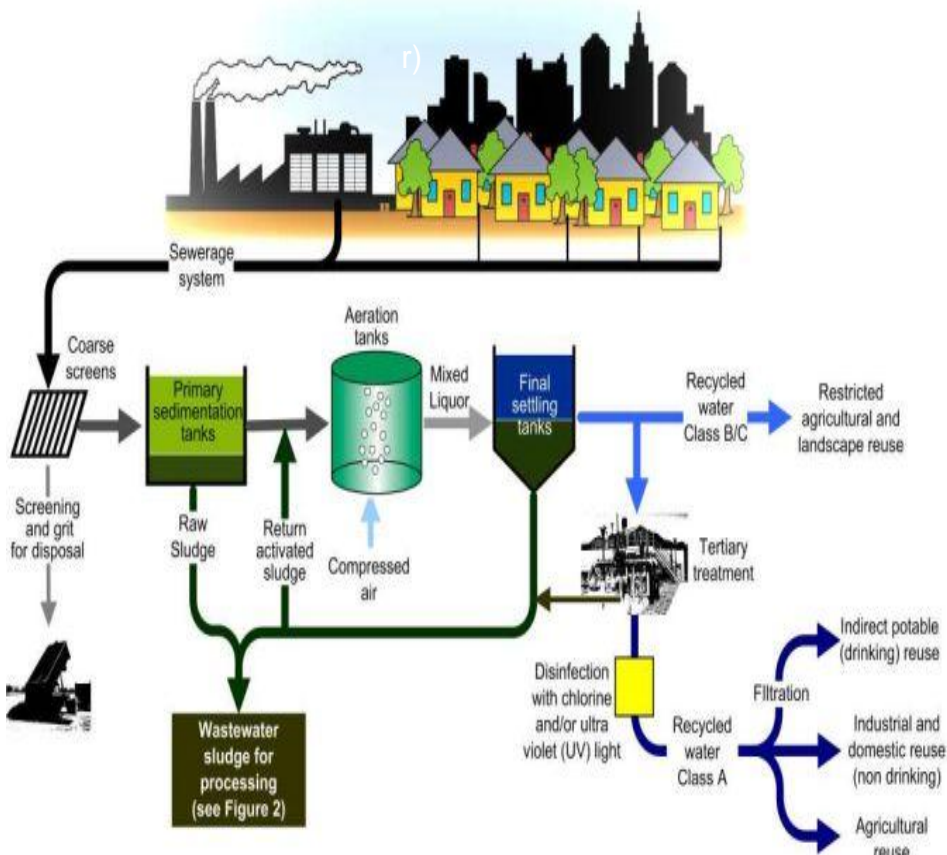 r)
Sewerage
system
Coarse
screens
Primary
sedimentation
tanks
Aeration
tanks
Mixed
Liquor
Final
settling
tanks
Recycled
water
Class B/C
Restricted
agricultural and
landscape reuse
Screening
and grit
for disposal
Raw
Sludge
Return
activated
sludge
Compressed
air
Tertiary
treatment
Wastewater
sludge for
processing
(see Figure 2)
Disinfection
with chlorine
and/or ultra
violet (UV) light
Recycled
water
Class A
FIltration
Indirect potable
(drinking) reuse
Industrial and
domestic reuse
(non drinking)
Agricultural
reuse